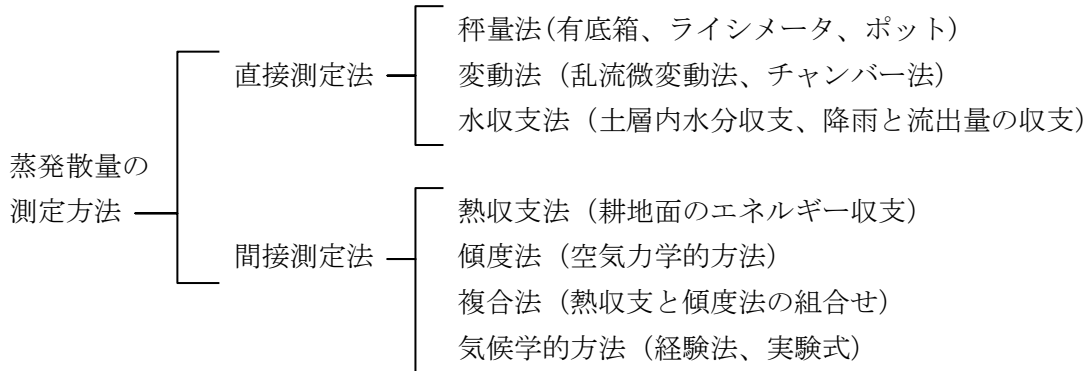 秤量法(有底箱、ライシメータ、ポット)
直接測定法
変動法（乱流微変動法、チャンバー法）
水収支法（土層内水分収支、降雨と流出量の収支）
蒸発散量の
測定方法
熱収支法（耕地面のエネルギー収支）
間接測定法
傾度法（空気力学的方法）
複合法（熱収支と傾度法の組合せ）
気候学的方法（経験法、実験式）